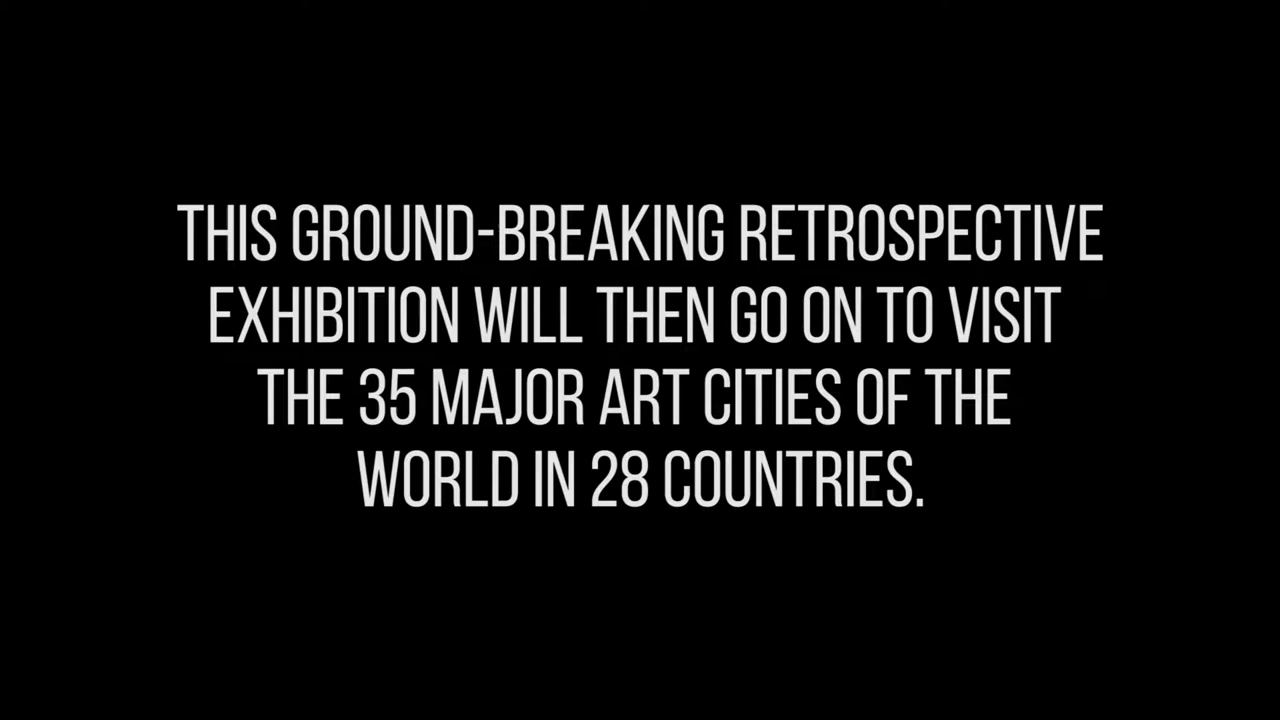 THIS GROUND-BREAKING RETROSPECTIVE
EXHIBITION WILL THEN GO ON TO VISIT
THE 35 MAJOR ART CITIES OF THE
WORLD IN 28 COUNTRIES.